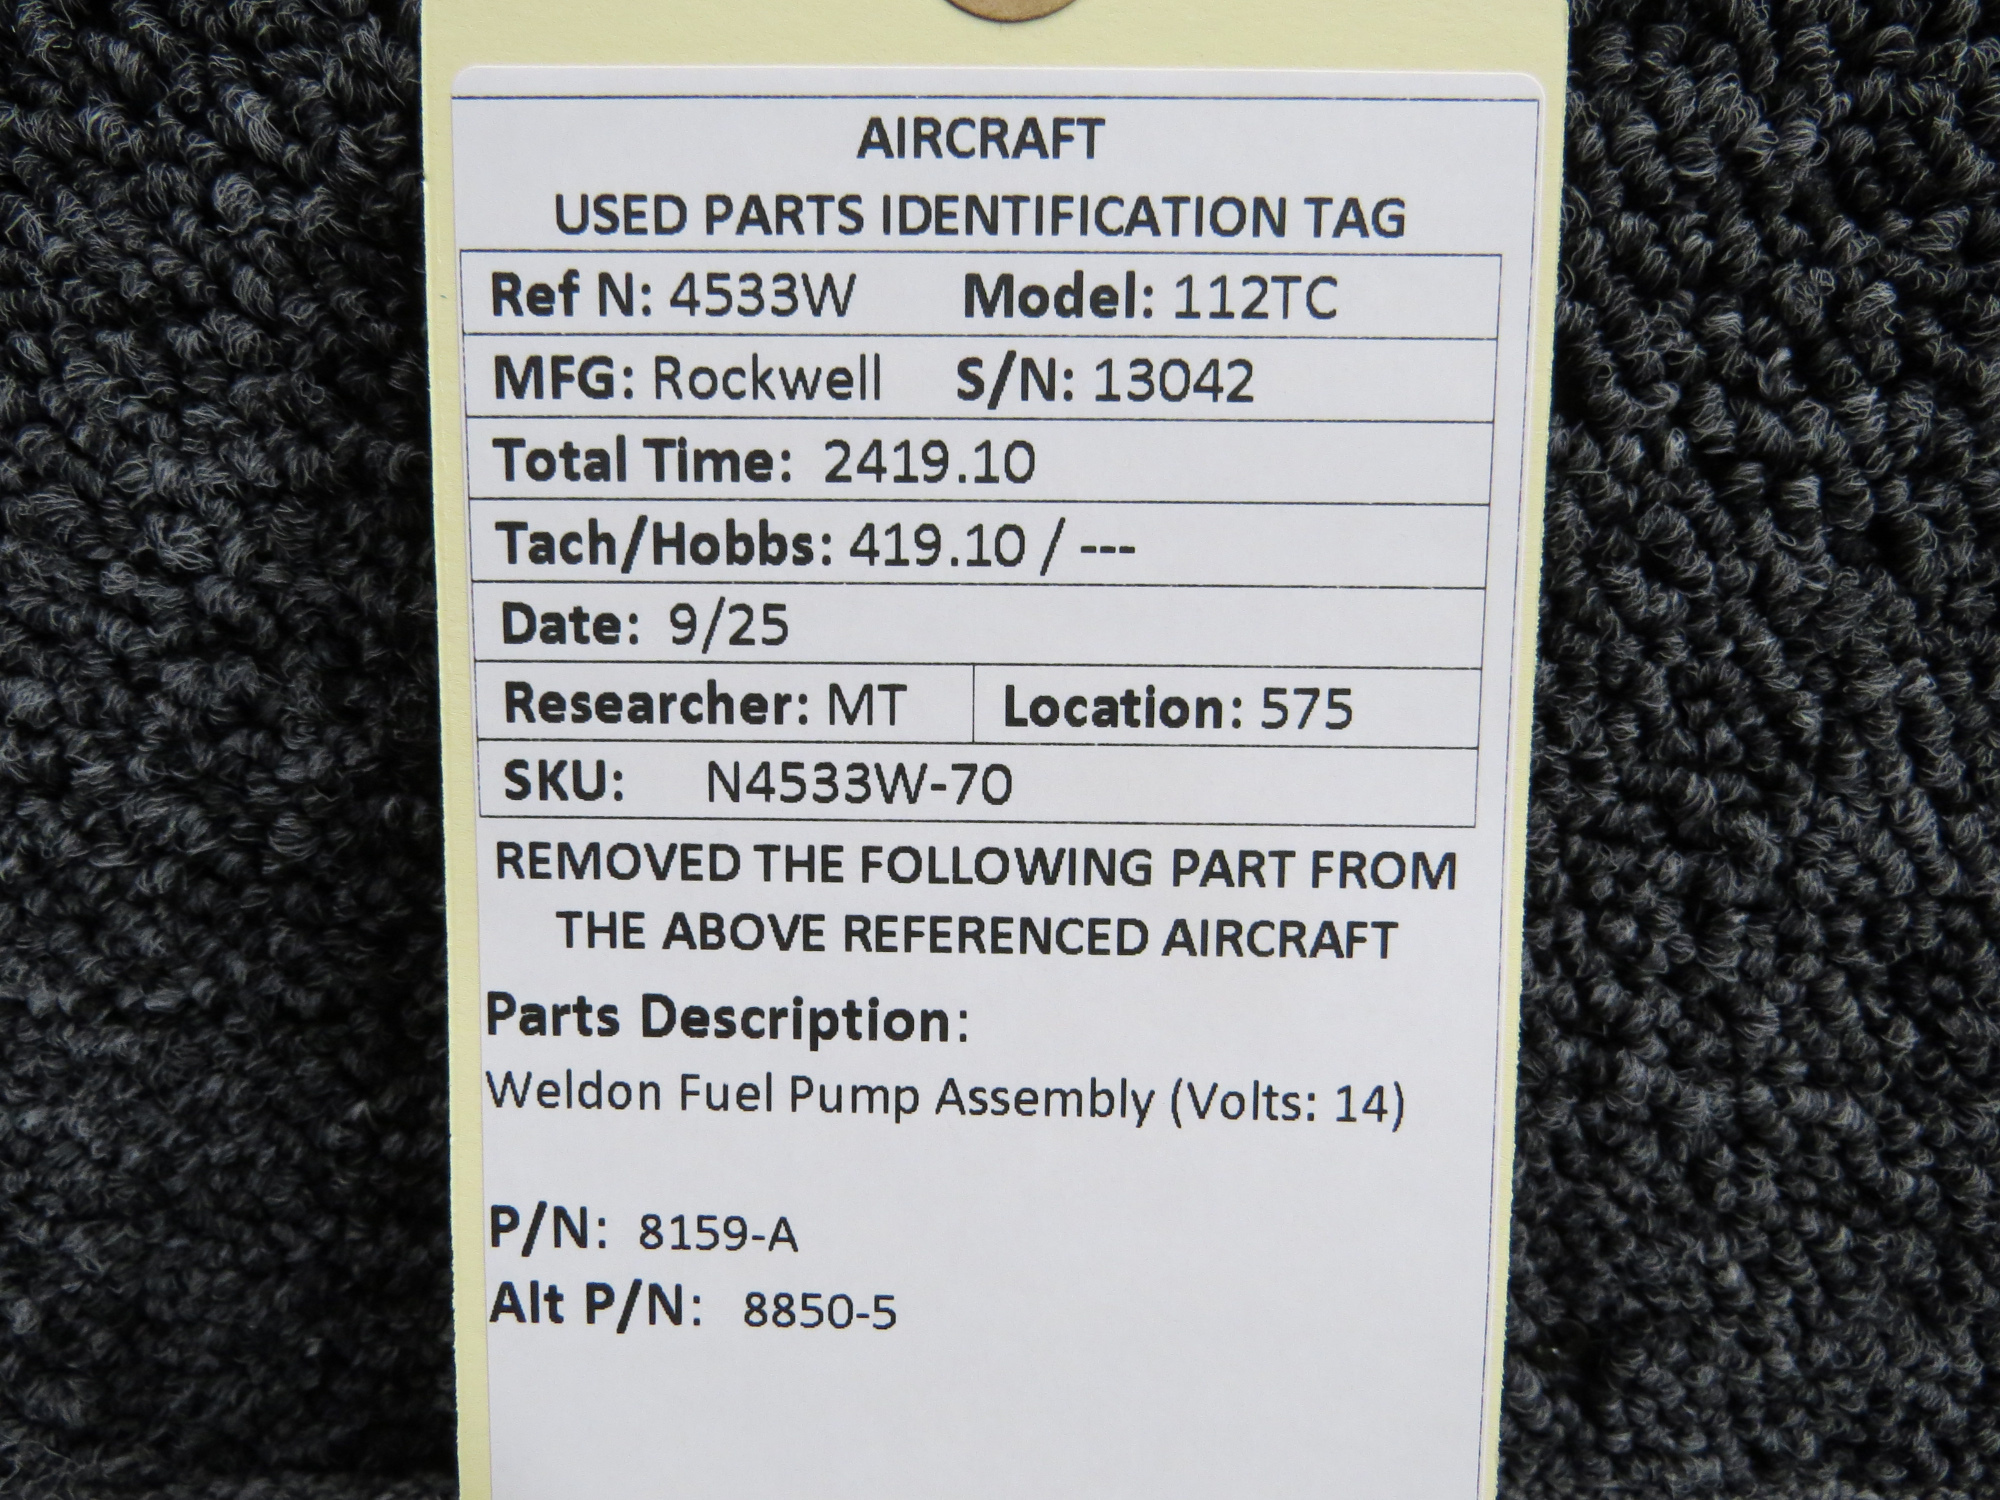 AIRCRAFT
USED PARTS IDENTIFICATION TAG
Ref N: 4533W Model: 112TC
MFG: Rockwell S/N: 13042
Total Time: 2419.10
Tach/Hobbs: 419.10 / ---
Date: 9/25
Researcher: MT Location: 575
SKU: N4533W-70
REMOVED THE FOLLOWING PART FROM
THE ABOVE REFERENCED AIRCRAFT
Parts Description:
Weldon Fuel Pump Assembly (Volts: 14)
P/N: 8159-A
Alt P/N: 8850-5